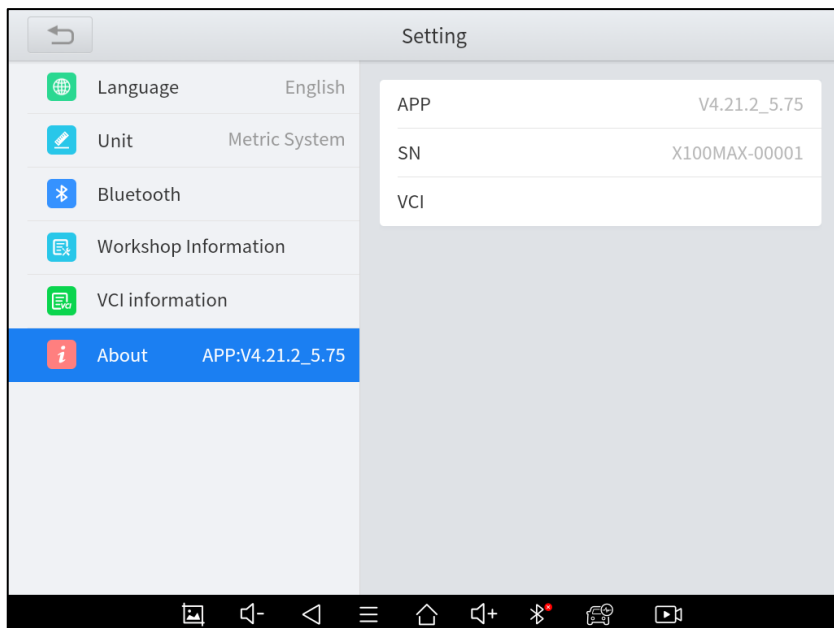 Setting
Language English
Unit Metric System
Bluetooth
Workshop Information
VCI information
About APP:V4.21.2_5.75
APP V4.21.2_5.75
SN X100MAX-00001
VCI